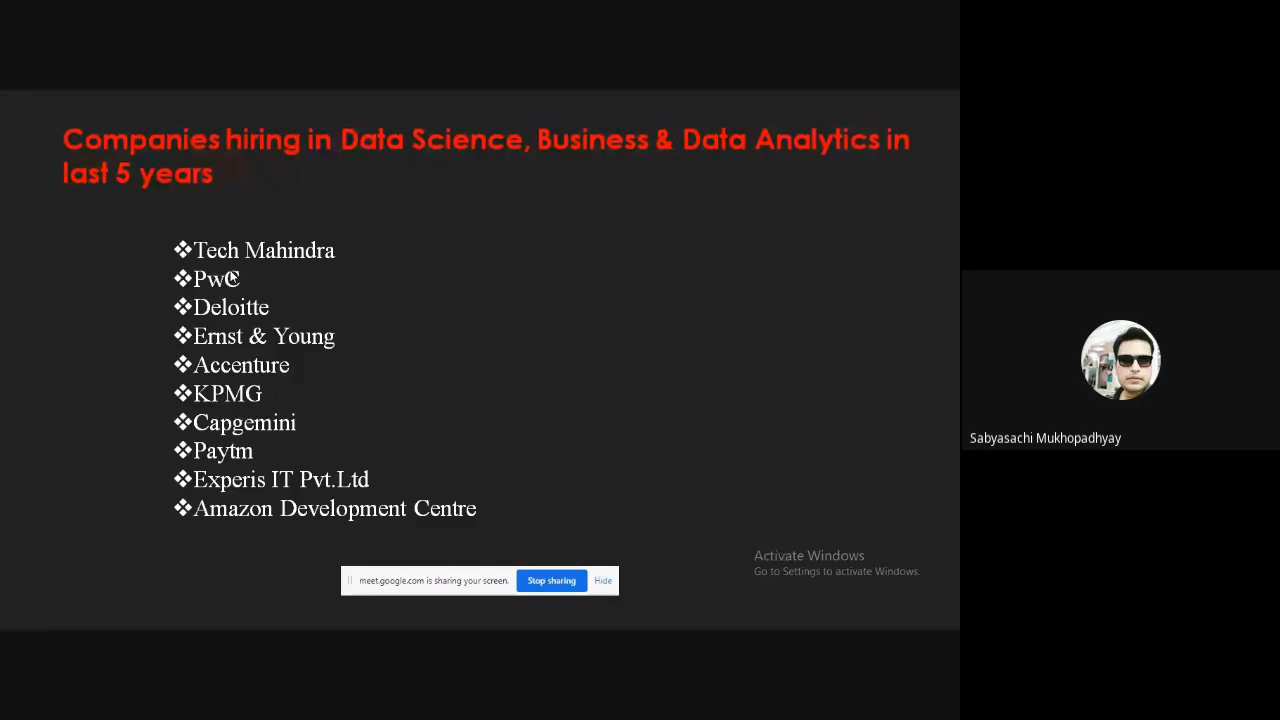 Companies hiring in Data Science, Business & Data Analytics in
last 5 years
❖Tech Mahindra
❖PwC
❖Deloitte
❖Ernst & Young
❖Accenture
❖KPMG
❖Capgemini
❖Paytm
❖Experis IT Pvt.Ltd
❖Amazon Development Centre
Sabyasachi Mukhopadhyay
Activate Windows
Go to Settings to activate Windows.
meet.google.com is sharing your screen. Stop sharing Hide